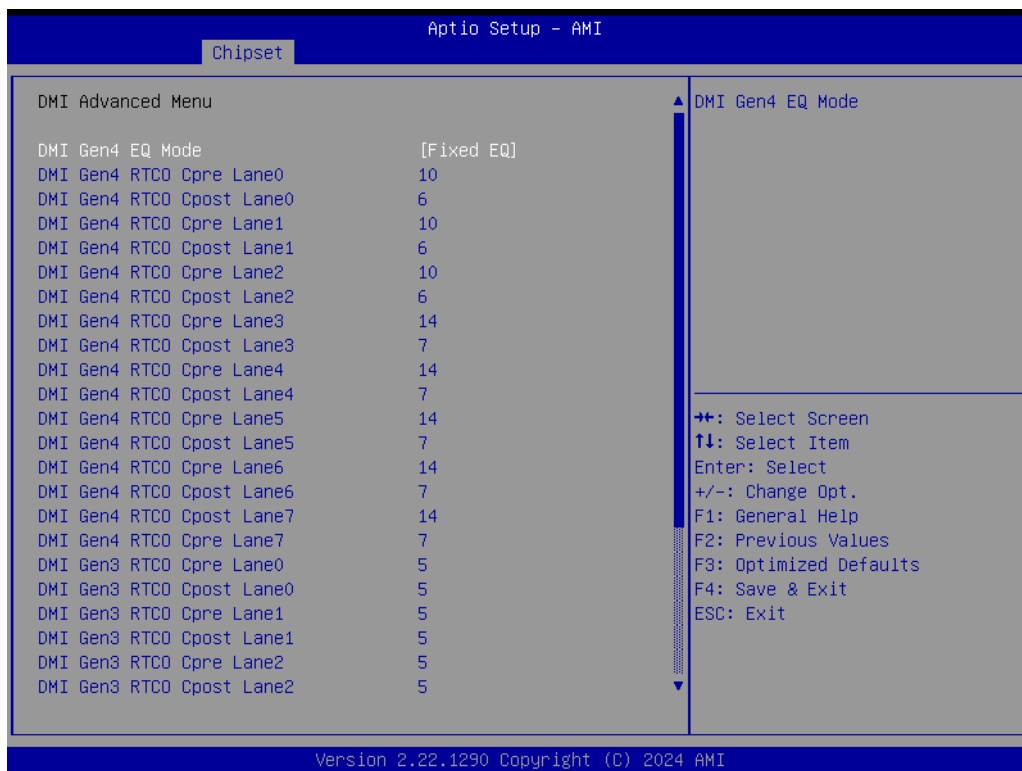 Aptio Setup - AMI
Chipset
DMI Advanced Menu
DMI Gen4 EQ Mode [Fixed EQ]
DMI Gen4 RTCO Cpre Lane0 10
DMI Gen4 RTCO Cpost Lane0 6
DMI Gen4 RTCO Cpre Lane1 10
DMI Gen4 RTCO Cpost Lane1 6
DMI Gen4 RTCO Cpre Lane2 10
DMI Gen4 RTCO Cpost Lane2 6
DMI Gen4 RTCO Cpre Lane3 14
DMI Gen4 RTCO Cpost Lane3 7
DMI Gen4 RTCO Cpre Lane4 14
DMI Gen4 RTCO Cpost Lane4 7
DMI Gen4 RTCO Cpre Lane5 14
DMI Gen4 RTCO Cpost Lane5 7
DMI Gen4 RTCO Cpre Lane6 14
DMI Gen4 RTCO Cpost Lane6 7
DMI Gen4 RTCO Cpost Lane7 14
DMI Gen4 RTCO Cpre Lane7 7
DMI Gen3 RTCO Cpre Lane0 5
DMI Gen3 RTCO Cpost Lane0 5
DMI Gen3 RTCO Cpre Lane1 5
DMI Gen3 RTCO Cpost Lane1 5
DMI Gen3 RTCO Cpre Lane2 5
DMI Gen3 RTCO Cpost Lane2 5
DMI Gen4 EQ Mode
→←: Select Screen
↑↓: Select Item
Enter: Select
+/-: Change Opt.
F1: General Help
F2: Previous Values
F3: Optimized Defaults
F4: Save & Exit
ESC: Exit
Version 2.22.1290 Copyright (C) 2024 AMI